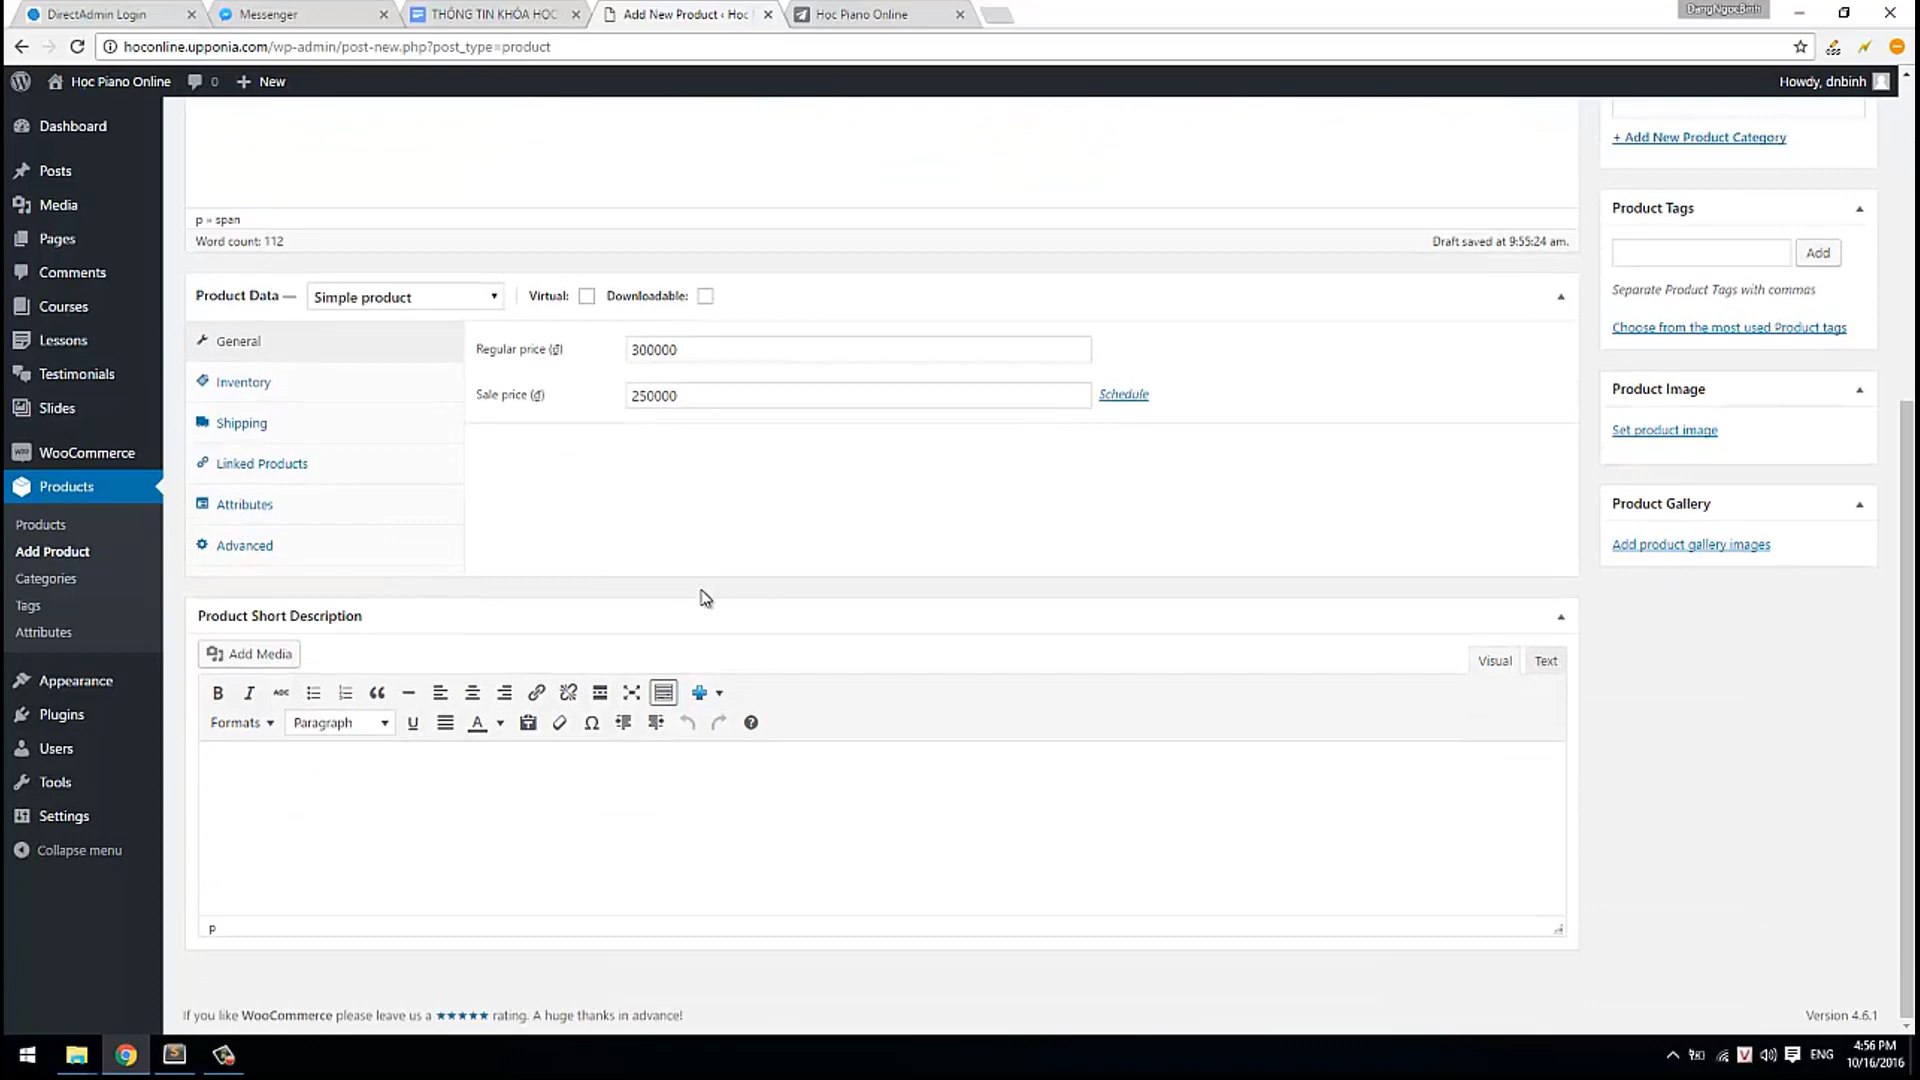 DirectAdmin Login
Messenger
THÔNG TIN KHÓA HỌC
Add New Product ‹ Học
Học Piano Online
DangNgocBinh
hoconline.upponia.com/wp-admin/post-new.php?post_type=product
Học Piano Online
0
New
Howdy, dnbinh
Dashboard
Posts
Media
Pages
Comments
Courses
Lessons
Testimonials
Slides
WooCommerce
Products
Products
Add Product
Categories
Tags
Attributes
Appearance
Plugins
Users
Tools
Settings
Collapse menu
p » span
Word count: 112
Draft saved at 9:55:24 am.
Product Data —
Simple product
Virtual:
Downloadable:
General
Inventory
Shipping
Linked Products
Attributes
Advanced
Regular price (₫)
300000
Sale price (₫)
250000
Schedule
Product Short Description
Add Media
Visual
Text
B
I
ABC
Formats
Paragraph
U
A
Ω
p
+ Add New Product Category
Product Tags
Add
Separate Product Tags with commas
Choose from the most used Product tags
Product Image
Set product image
Product Gallery
Add product gallery images
If you like WooCommerce please leave us a ★★★★★ rating. A huge thanks in advance!
Version 4.6.1
ENG
4:56 PM
10/16/2016